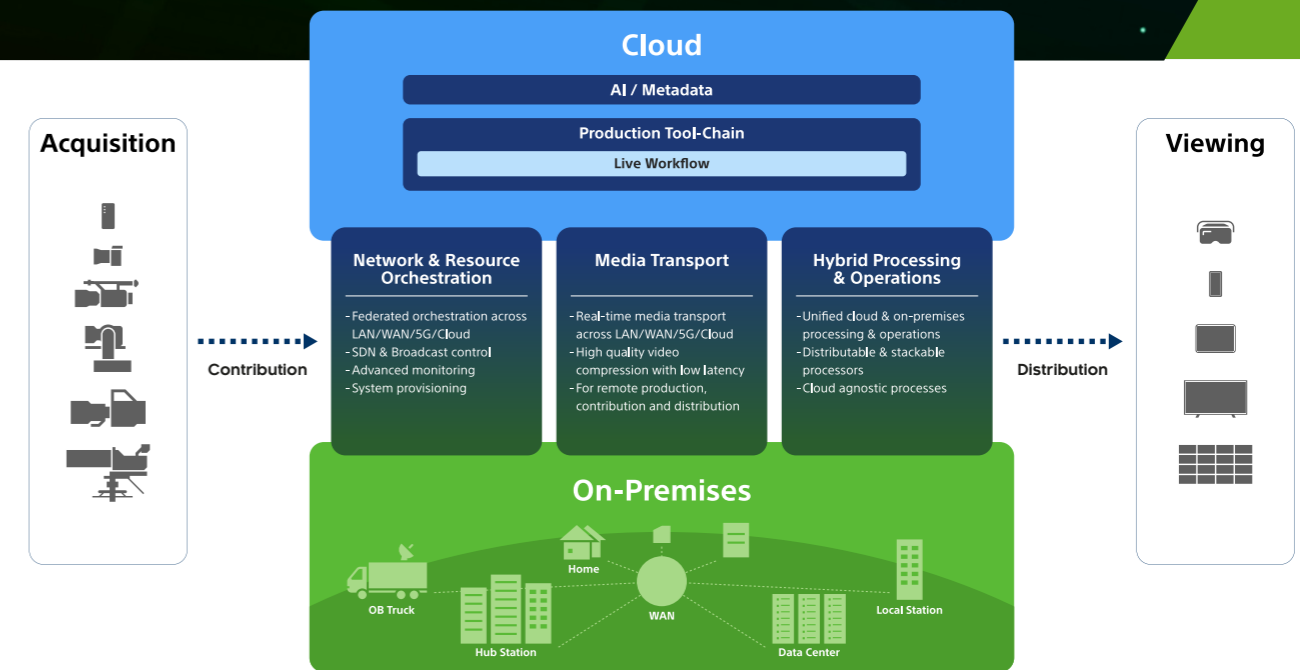 Cloud
AI / Metadata
Production Tool-Chain
Live Workflow
Acquisition
Contribution
Network & Resource
Orchestration
-Federated orchestration across
LAN/WAN/5G/Cloud
-SDN & Broadcast control
-Advanced monitoring
-System provisioning
Media Transport
-Real-time media transport
across LAN/WAN/5G/Cloud
-High quality video
compression with low latency
-For remote production,
contribution and distribution
Hybrid Processing
& Operations
-Unified cloud & on-premises
processing & operations
-Distributable & stackable
processors
-Cloud agnostic processes
Distribution
Viewing
On-Premises
OB Truck
Hub Station
Home
WAN
Data Center
Local Station